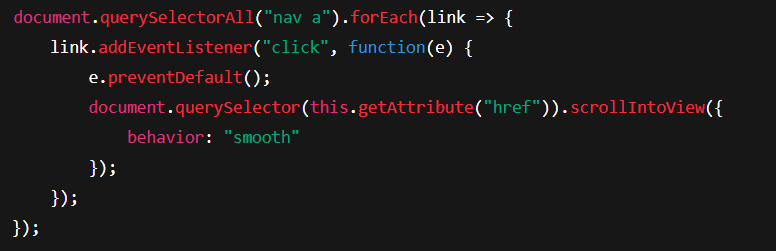 document.querySelectorAll("nav a").forEach(link => {
    link.addEventListener("click", function(e) {
        e.preventDefault();
        document.querySelector(this.getAttribute("href")).scrollIntoView({
            behavior: "smooth"
        });
    });
});